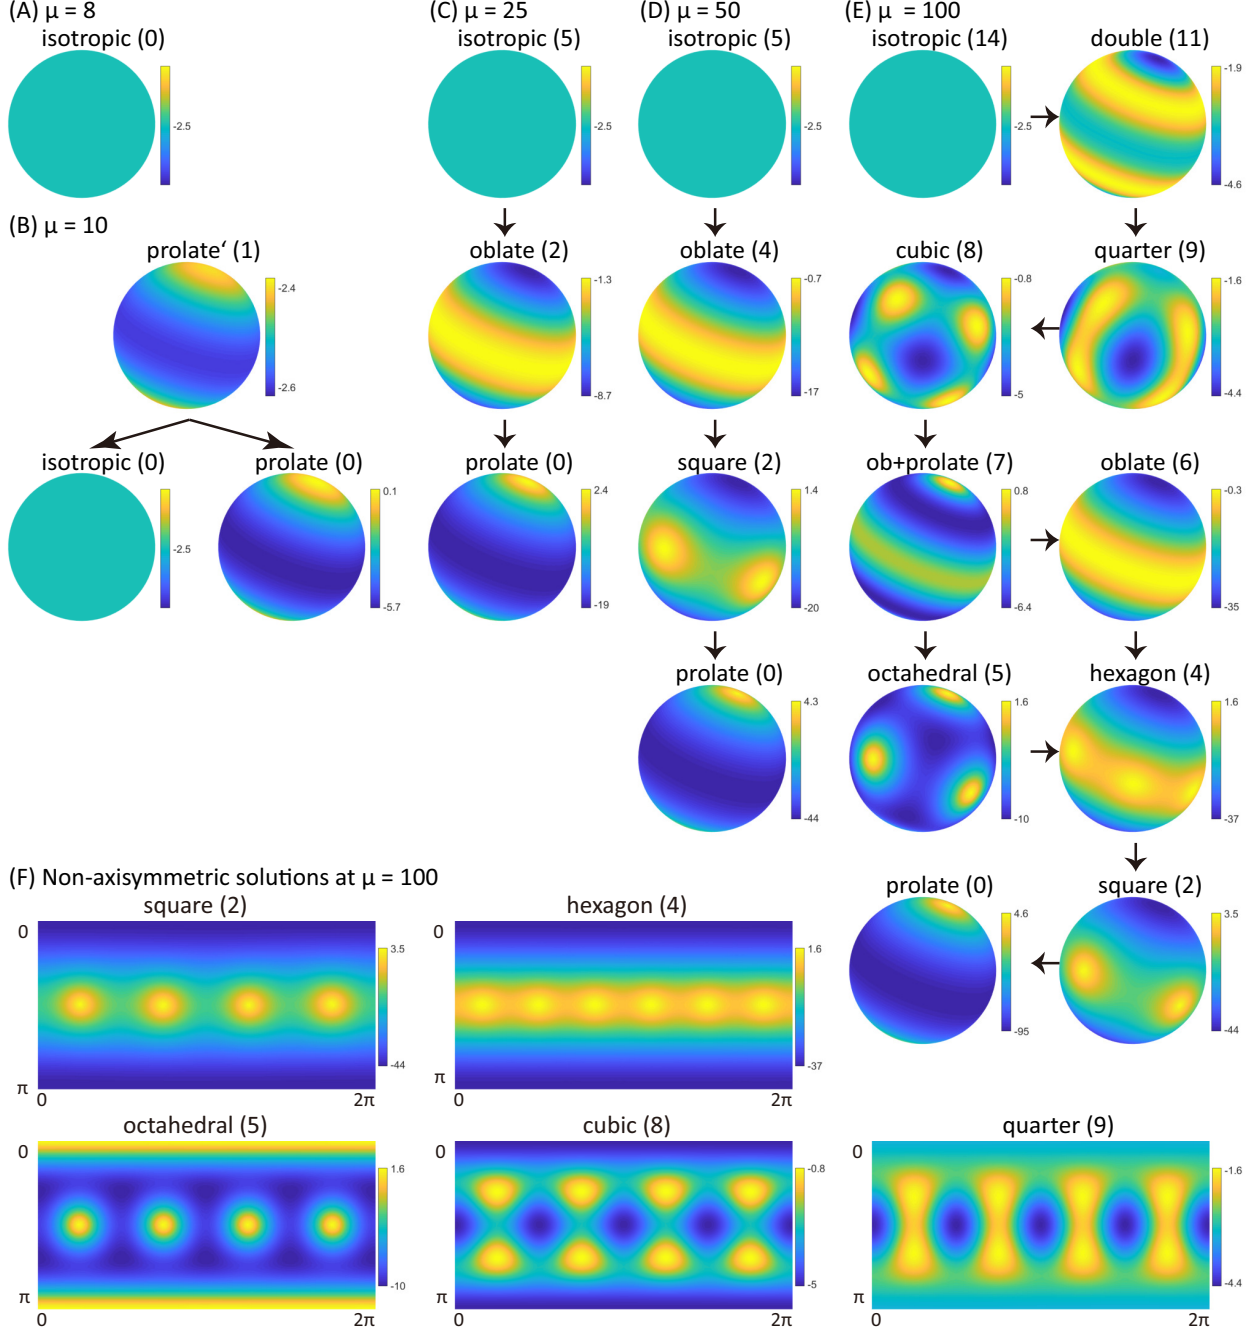 (A) μ = 8
isotropic (0)
-2.5
(B) μ = 10
prolate‘ (1)
-2.4
-2.6
isotropic (0)
-2.5
prolate (0)
0.1
-5.7
(C) μ = 25
isotropic (5)
-2.5
oblate (2)
-1.3
-8.7
prolate (0)
2.4
-19
(D) μ = 50
isotropic (5)
-2.5
oblate (4)
-0.7
-17
square (2)
1.4
-20
prolate (0)
4.3
-44
(E) μ = 100
isotropic (14)
-2.5
double (11)
-1.9
-4.6
cubic (8)
-0.8
-5
quarter (9)
-1.6
-4.4
ob+prolate (7)
0.8
-6.4
oblate (6)
-0.3
-35
octahedral (5)
1.6
-10
hexagon (4)
1.6
-37
prolate (0)
4.6
-95
square (2)
3.5
-44
(F) Non-axisymmetric solutions at μ = 100
square (2)
0
π
0
2π
3.5
-44
hexagon (4)
0
2π
1.6
-37
octahedral (5)
0
π
0
2π
1.6
-10
cubic (8)
0
π
0
2π
-0.8
-5
quarter (9)
0
π
0
2π
-1.6
-4.4